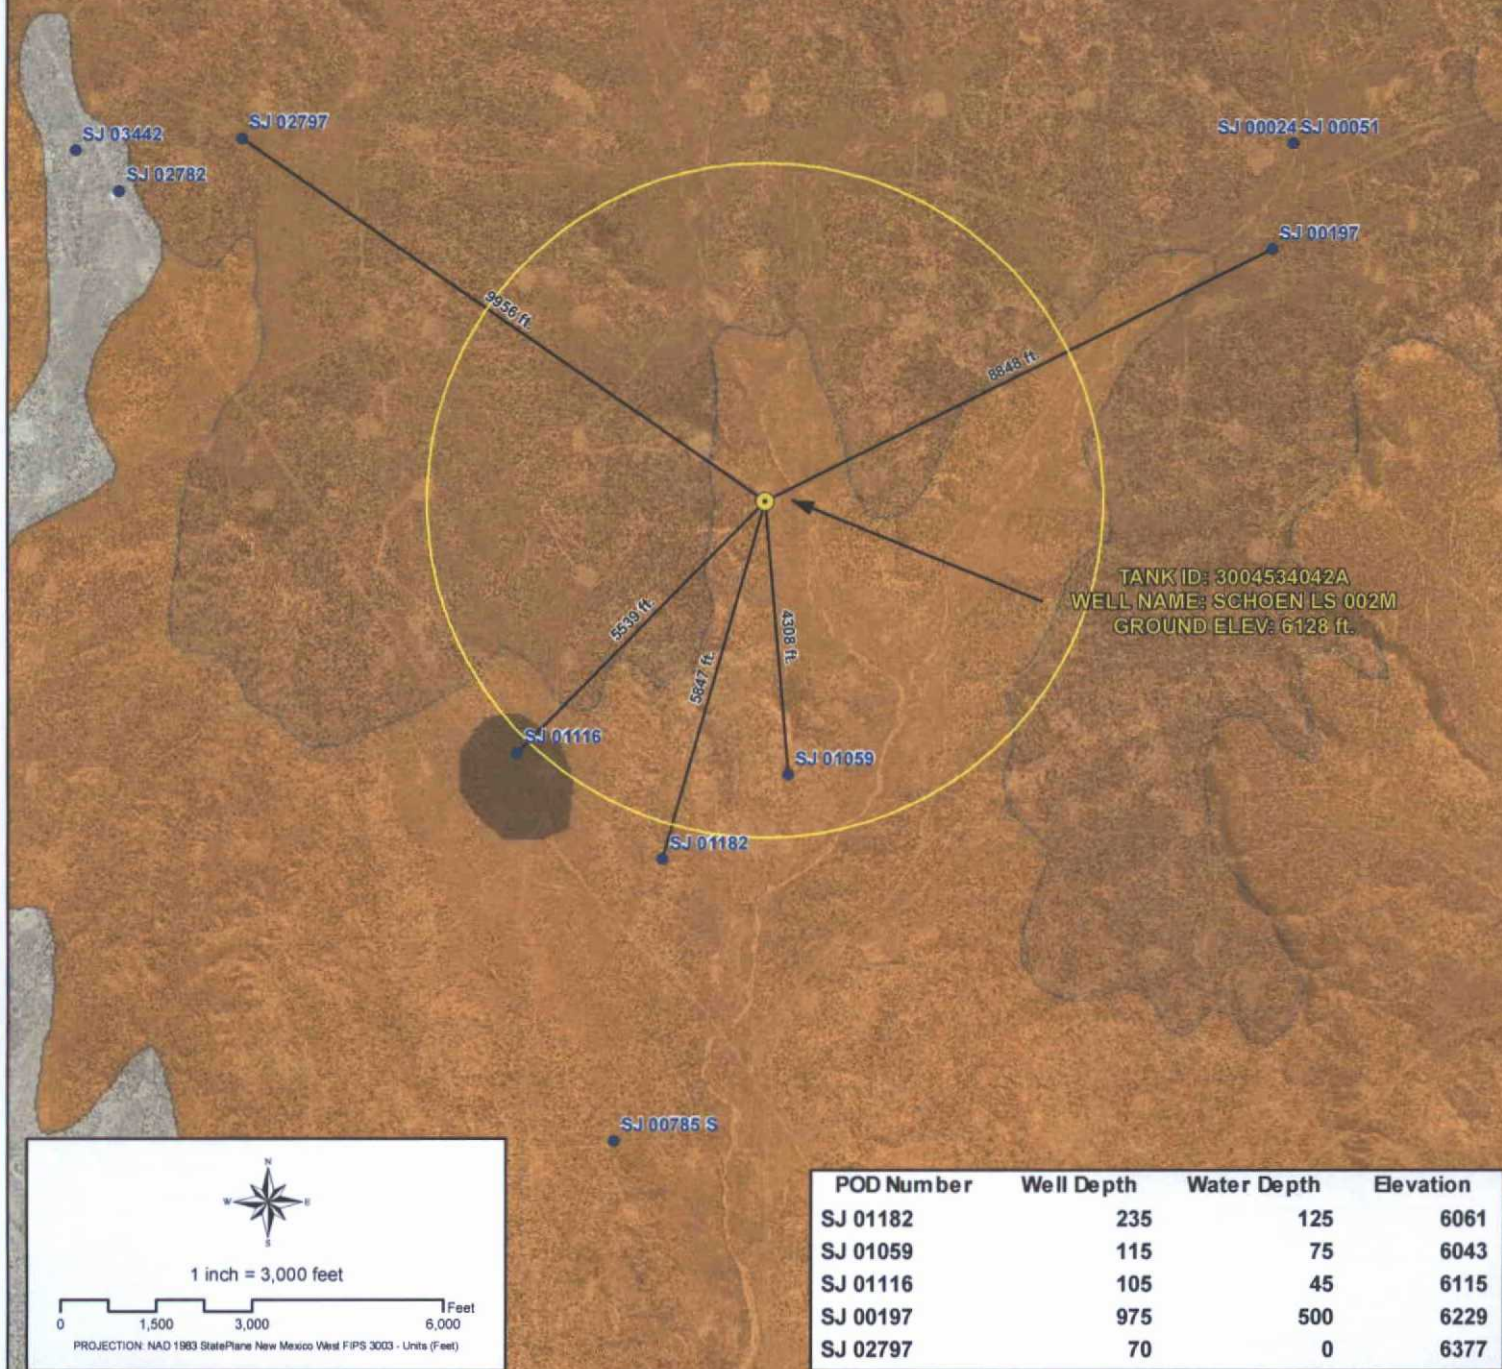 SJ 02797
SJ 03442
SJ 00024 SJ 00051
SJ 02782
SJ 00197
9956 ft.
8848 ft.
TANK ID: 3004534042A
WELL NAME: SCHOEN LS 002M
GROUND ELEV: 6128 ft.
5539 ft.
4308 ft.
5847 ft.
SJ 01116
SJ 01059
SJ 01182
SJ 00785 S
N
W E
S
1 inch = 3,000 feet
Feet
0 1,500 3,000 6,000
PROJECTION: NAD 1983 StatePlane New Mexico West FIPS 3003 - Units (Feet)
POD Number Well Depth Water Depth Elevation
SJ 01182 235 125 6061
SJ 01059 115 75 6043
SJ 01116 105 45 6115
SJ 00197 975 500 6229
SJ 02797 70 0 6377